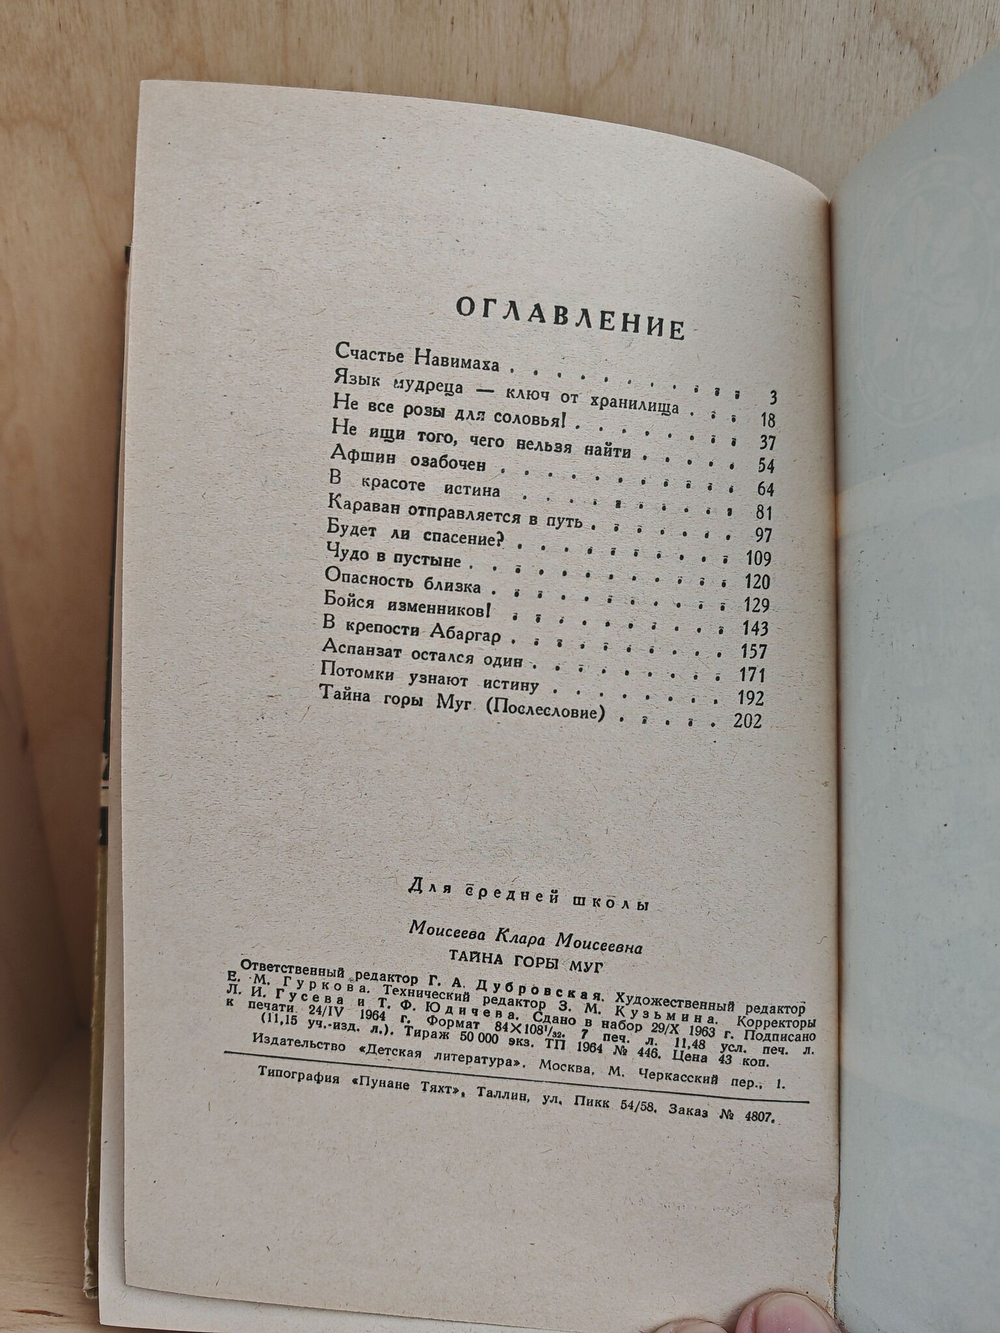 ОГЛАВЛЕНИЕ
Счастье Навимаха . . . . . . . . . . 3
Язык мудреца — ключ от хранилища . . . 18
Не все розы для соловья! . . . . . . . 37
Не ищи того, чего нельзя найти . . . . . 54
Афшин озабочен . . . . . . . . . . 64
В красоте истина . . . . . . . . . . 81
Караван отправляется в путь . . . . . . . 97
Будет ли спасение? . . . . . . . . . . 109
Чудо в пустыне . . . . . . . . . . . 120
Опасность близка . . . . . . . . . . . 129
Бойся изменников! . . . . . . . . . . 143
В крепости Абаргар . . . . . . . . . . 157
Аспанзат остался один . . . . . . . . . 171
Потомки узнают истину . . . . . . . . 192
Тайна горы Муг (Послесловие) . . . . . 202
Для средней школы
Моисеева Клара Моисеевна
ТАЙНА ГОРЫ МУГ
Ответственный редактор Г. А. Дубровская. Художественный редактор
Е. М. Гуркова. Технический редактор З. М. Кузьмина. Корректоры
Л. И. Гусева и Т. Ф. Юдичева. Сдано в набор 29/X 1963 г. Подписано
к печати 24/IV 1964 г. Формат 84×108¹/₃₂. 7 печ. л. 11,48 усл. печ. л.
(11,15 уч.-изд. л.). Тираж 50 000 экз. ТП 1964 № 446. Цена 43 коп.
Издательство «Детская литература». Москва, М. Черкасский пер., 1.
Типография «Пунане Тяхт», Таллин, ул. Пикк 54/58. Заказ № 4807.